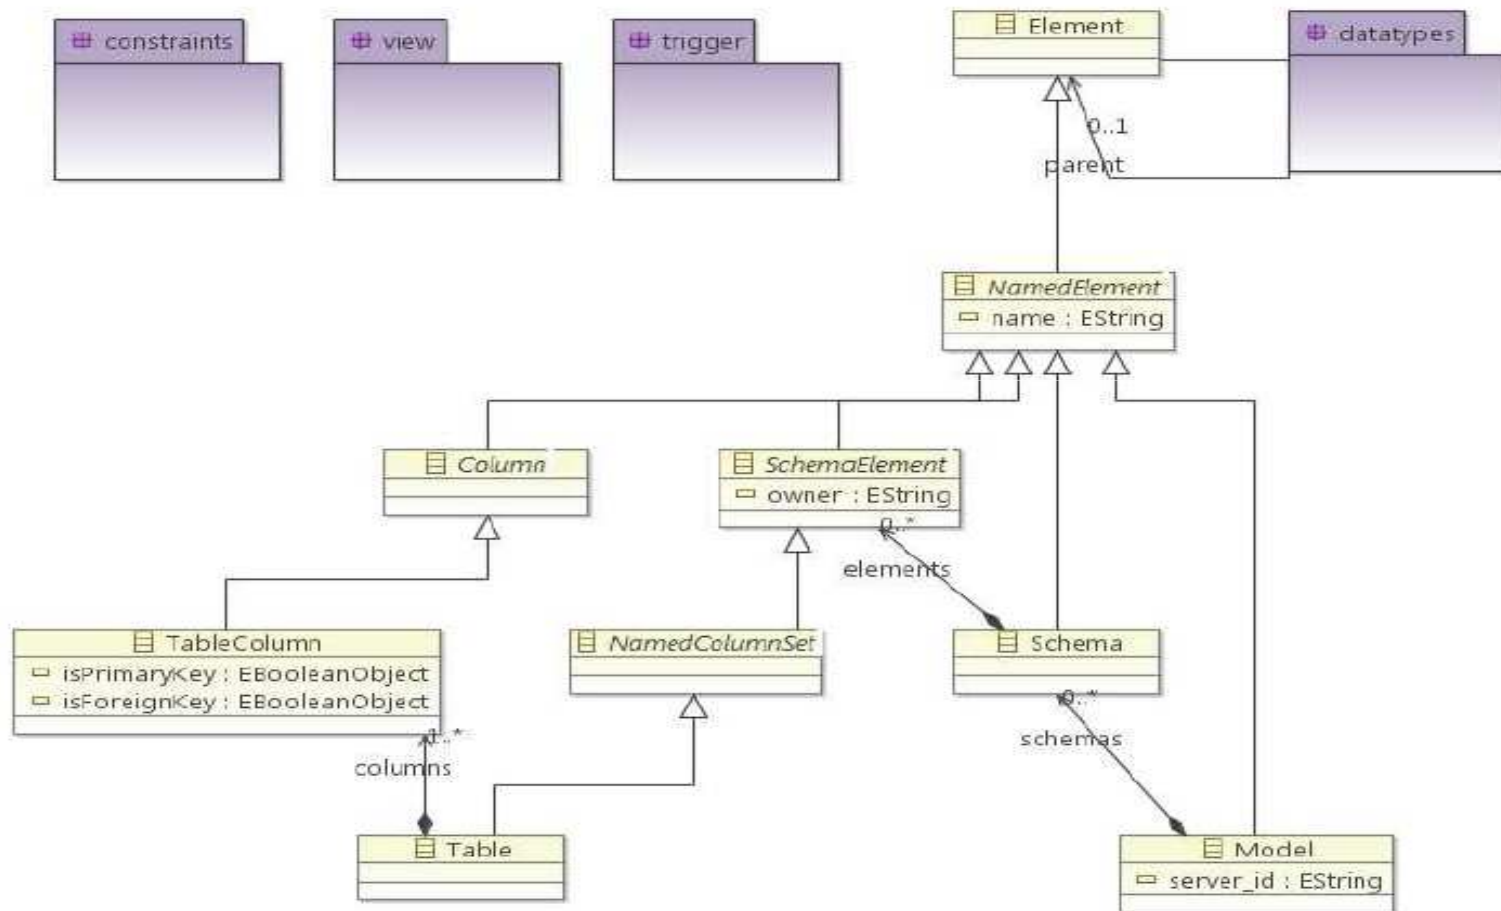 constraints
view
trigger
Element
datatypes
0..1
parent
NamedElement
name : EString
Column
SchemaElement
owner : EString
0..*
elements
TableColumn
isPrimaryKey : EBooleanObject
isForeignKey : EBooleanObject
NamedColumnSet
Schema
0..*
schemas
1..*
columns
Table
Model
server_id : EString